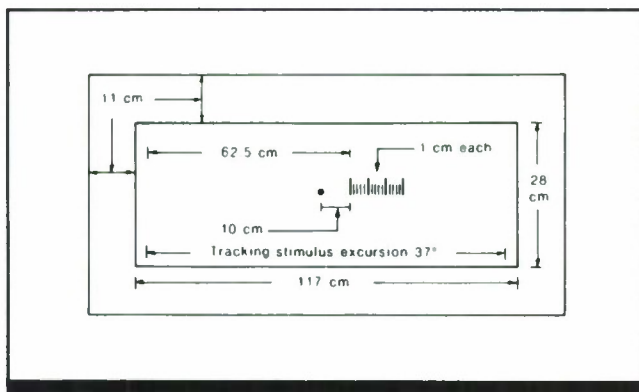 11 cm
62.5 cm
1 cm each
28
cm
10 cm
Tracking stimulus excursion 37°
117 cm